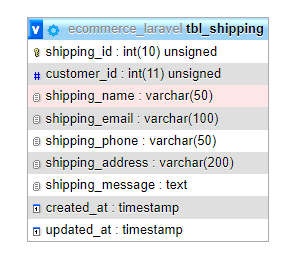 v ecommerce_laravel tbl_shipping
shipping_id : int(10) unsigned
# customer_id : int(11) unsigned
shipping_name : varchar(50)
shipping_email : varchar(100)
shipping_phone : varchar(50)
shipping_address : varchar(200)
shipping_message : text
created_at : timestamp
updated_at : timestamp